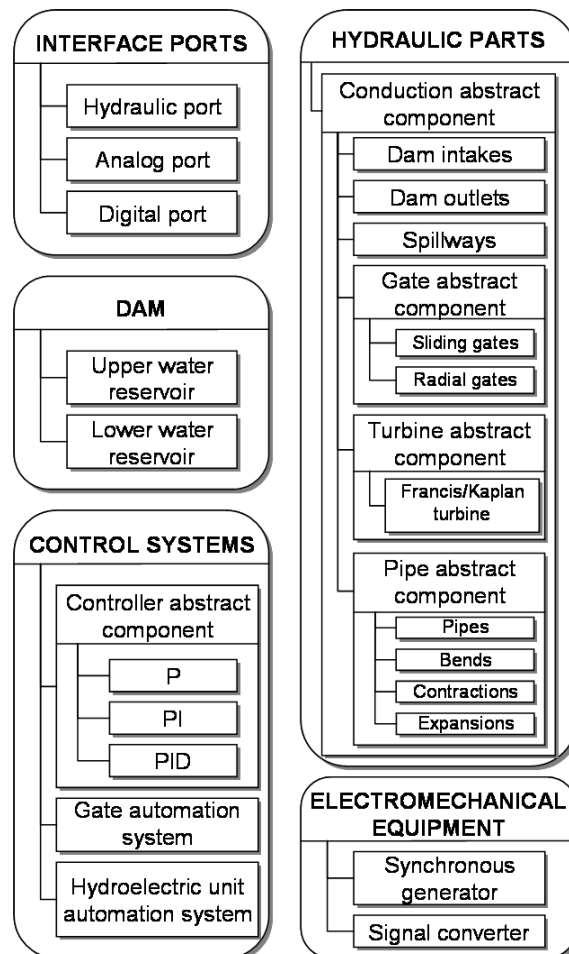 INTERFACE PORTS
Hydraulic port
Analog port
Digital port
DAM
Upper water
reservoir
Lower water
reservoir
CONTROL SYSTEMS
Controller abstract
component
P
PI
PID
Gate automation
system
Hydroelectric unit
automation system
HYDRAULIC PARTS
Conduction abstract
component
Dam intakes
Dam outlets
Spillways
Gate abstract
component
Sliding gates
Radial gates
Turbine abstract
component
Francis/Kaplan
turbine
Pipe abstract
component
Pipes
Bends
Contractions
Expansions
ELECTROMECHANICAL
EQUIPMENT
Synchronous
generator
Signal converter